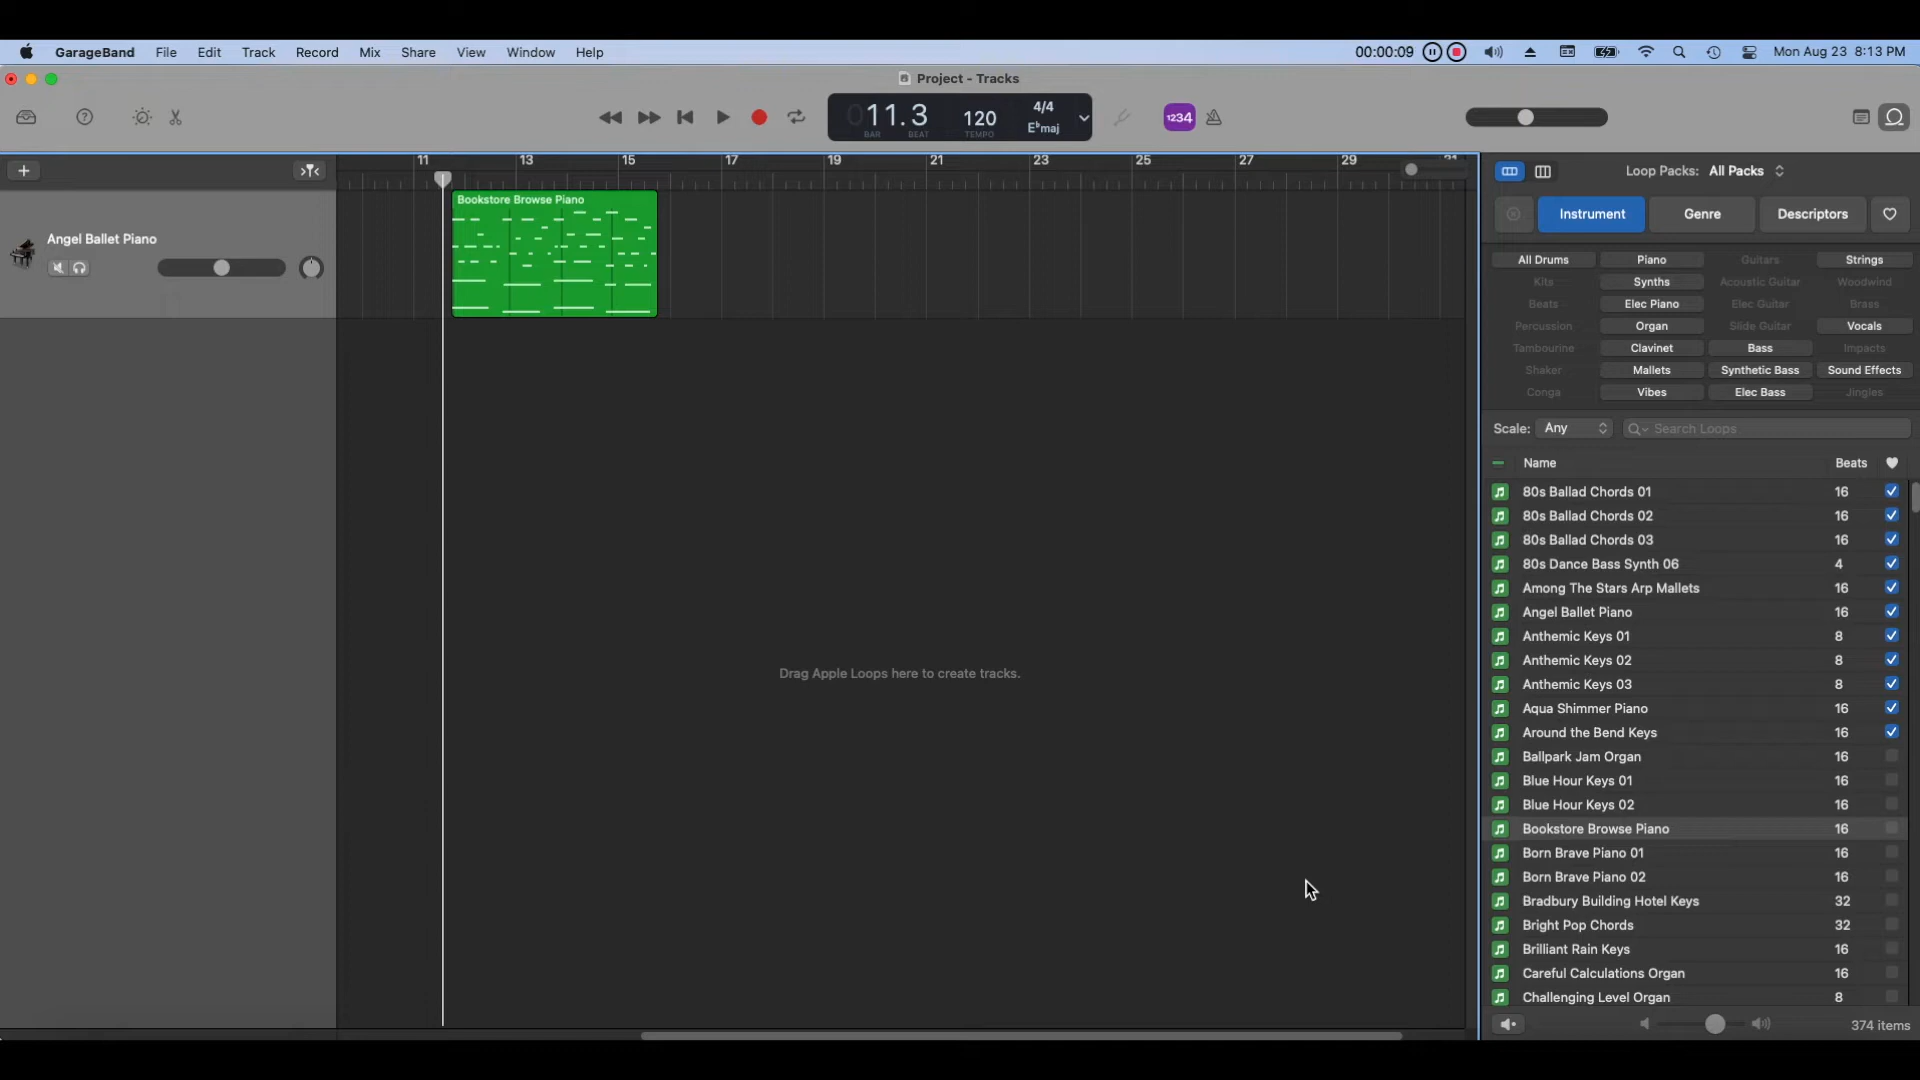 GarageBand File Edit Track Record Mix Share View Window Help 00:00:09 Mon Aug 23 8:13 PM
Project - Tracks
011.3 120 4/4
E♭maj
BAR BEAT TEMPO
1234
11 13 15 17 19 21 23 25 27 29 31
Bookstore Browse Piano
Angel Ballet Piano
Drag Apple Loops here to create tracks.
Loop Packs: All Packs
Instrument Genre Descriptors
All Drums Piano Guitars Strings
Kits Synths Acoustic Guitar Woodwind
Beats Elec Piano Elec Guitar Brass
Percussion Organ Slide Guitar Vocals
Tambourine Clavinet Bass Impacts
Shaker Mallets Synthetic Bass Sound Effects
Conga Vibes Elec Bass Jingles
Scale: Any Search Loops
Name Beats
80s Ballad Chords 01 16
80s Ballad Chords 02 16
80s Ballad Chords 03 16
80s Dance Bass Synth 06 4
Among The Stars Arp Mallets 16
Angel Ballet Piano 16
Anthemic Keys 01 8
Anthemic Keys 02 8
Anthemic Keys 03 8
Aqua Shimmer Piano 16
Around the Bend Keys 16
Ballpark Jam Organ 16
Blue Hour Keys 01 16
Blue Hour Keys 02 16
Bookstore Browse Piano 16
Born Brave Piano 01 16
Born Brave Piano 02 16
Bradbury Building Hotel Keys 32
Bright Pop Chords 32
Brilliant Rain Keys 16
Careful Calculations Organ 16
Challenging Level Organ 8
374 items